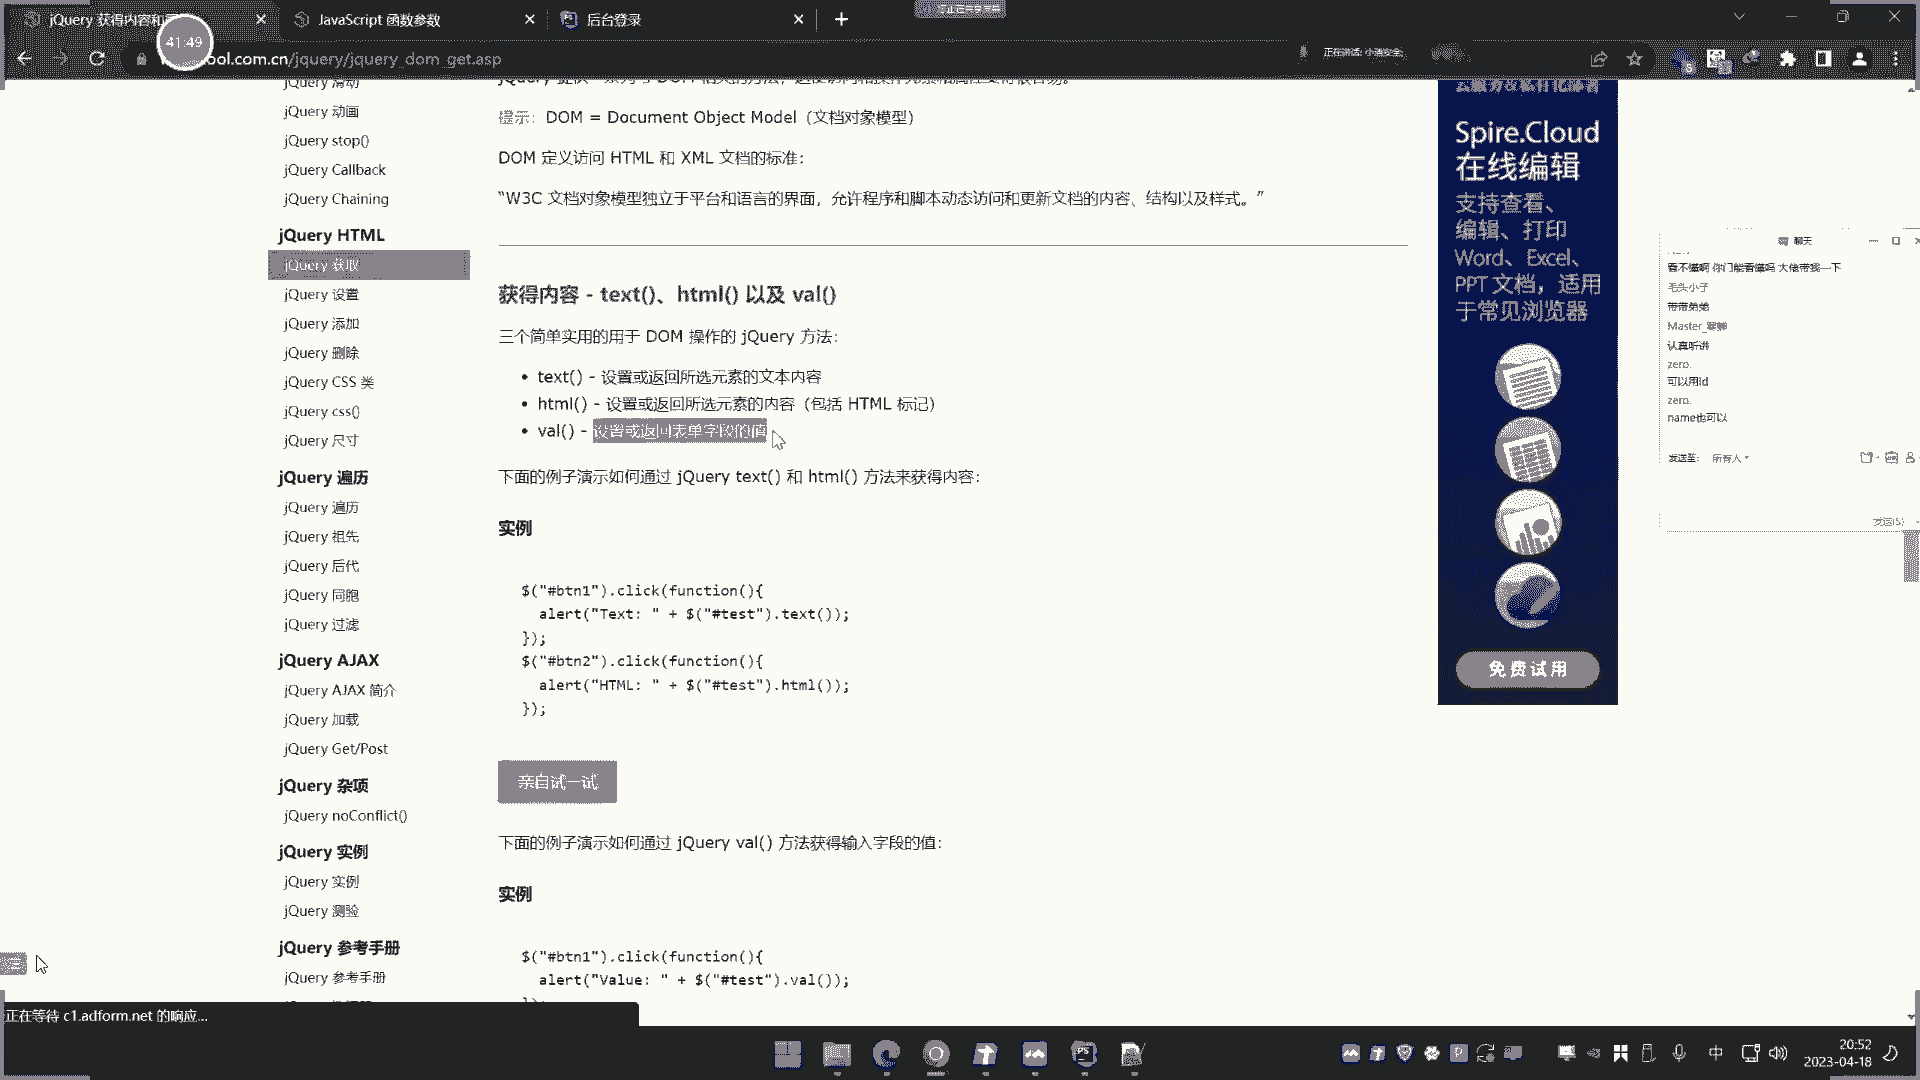 jQuery 获得内容和
JavaScript 函数参数
后台登录
41:49
ool.com.cn/jquery/jquery_dom_get.asp
正在讲话: 小迪安全;
jQuery 滑动
jQuery 动画
jQuery stop()
jQuery Callback
jQuery Chaining
jQuery HTML
jQuery 获取
jQuery 设置
jQuery 添加
jQuery 删除
jQuery CSS 类
jQuery css()
jQuery 尺寸
jQuery 遍历
jQuery 遍历
jQuery 祖先
jQuery 后代
jQuery 同胞
jQuery 过滤
jQuery AJAX
jQuery AJAX 简介
jQuery 加载
jQuery Get/Post
jQuery 杂项
jQuery noConflict()
jQuery 实例
jQuery 实例
jQuery 测验
jQuery 参考手册
jQuery 参考手册
提示：DOM = Document Object Model（文档对象模型）
DOM 定义访问 HTML 和 XML 文档的标准：
“W3C 文档对象模型独立于平台和语言的界面，允许程序和脚本动态访问和更新文档的内容、结构以及样式。”
获得内容 - text()、html() 以及 val()
三个简单实用的用于 DOM 操作的 jQuery 方法：
• text() - 设置或返回所选元素的文本内容
• html() - 设置或返回所选元素的内容（包括 HTML 标记）
• val() - 设置或返回表单字段的值
下面的例子演示如何通过 jQuery text() 和 html() 方法来获得内容：
实例
$("#btn1").click(function(){
alert("Text: " + $("#test").text());
});
$("#btn2").click(function(){
alert("HTML: " + $("#test").html());
});
亲自试一试
下面的例子演示如何通过 jQuery val() 方法获得输入字段的值：
实例
$("#btn1").click(function(){
alert("Value: " + $("#test").val());
云服务&私有化部署
Spire.Cloud
在线编辑
支持查看、
编辑、打印
Word、Excel、
PPT 文档，适用
于常见浏览器
免费试用
聊天
看不懂啊 你们能看懂吗 大佬带我一下
毛头小子
带带弟弟
认真听讲
zero.
可以用id
zero.
name也可以
发送至: 所有人
发送(S)
正在等待 c1.adform.net 的响应...
中
20:52
2023-04-18